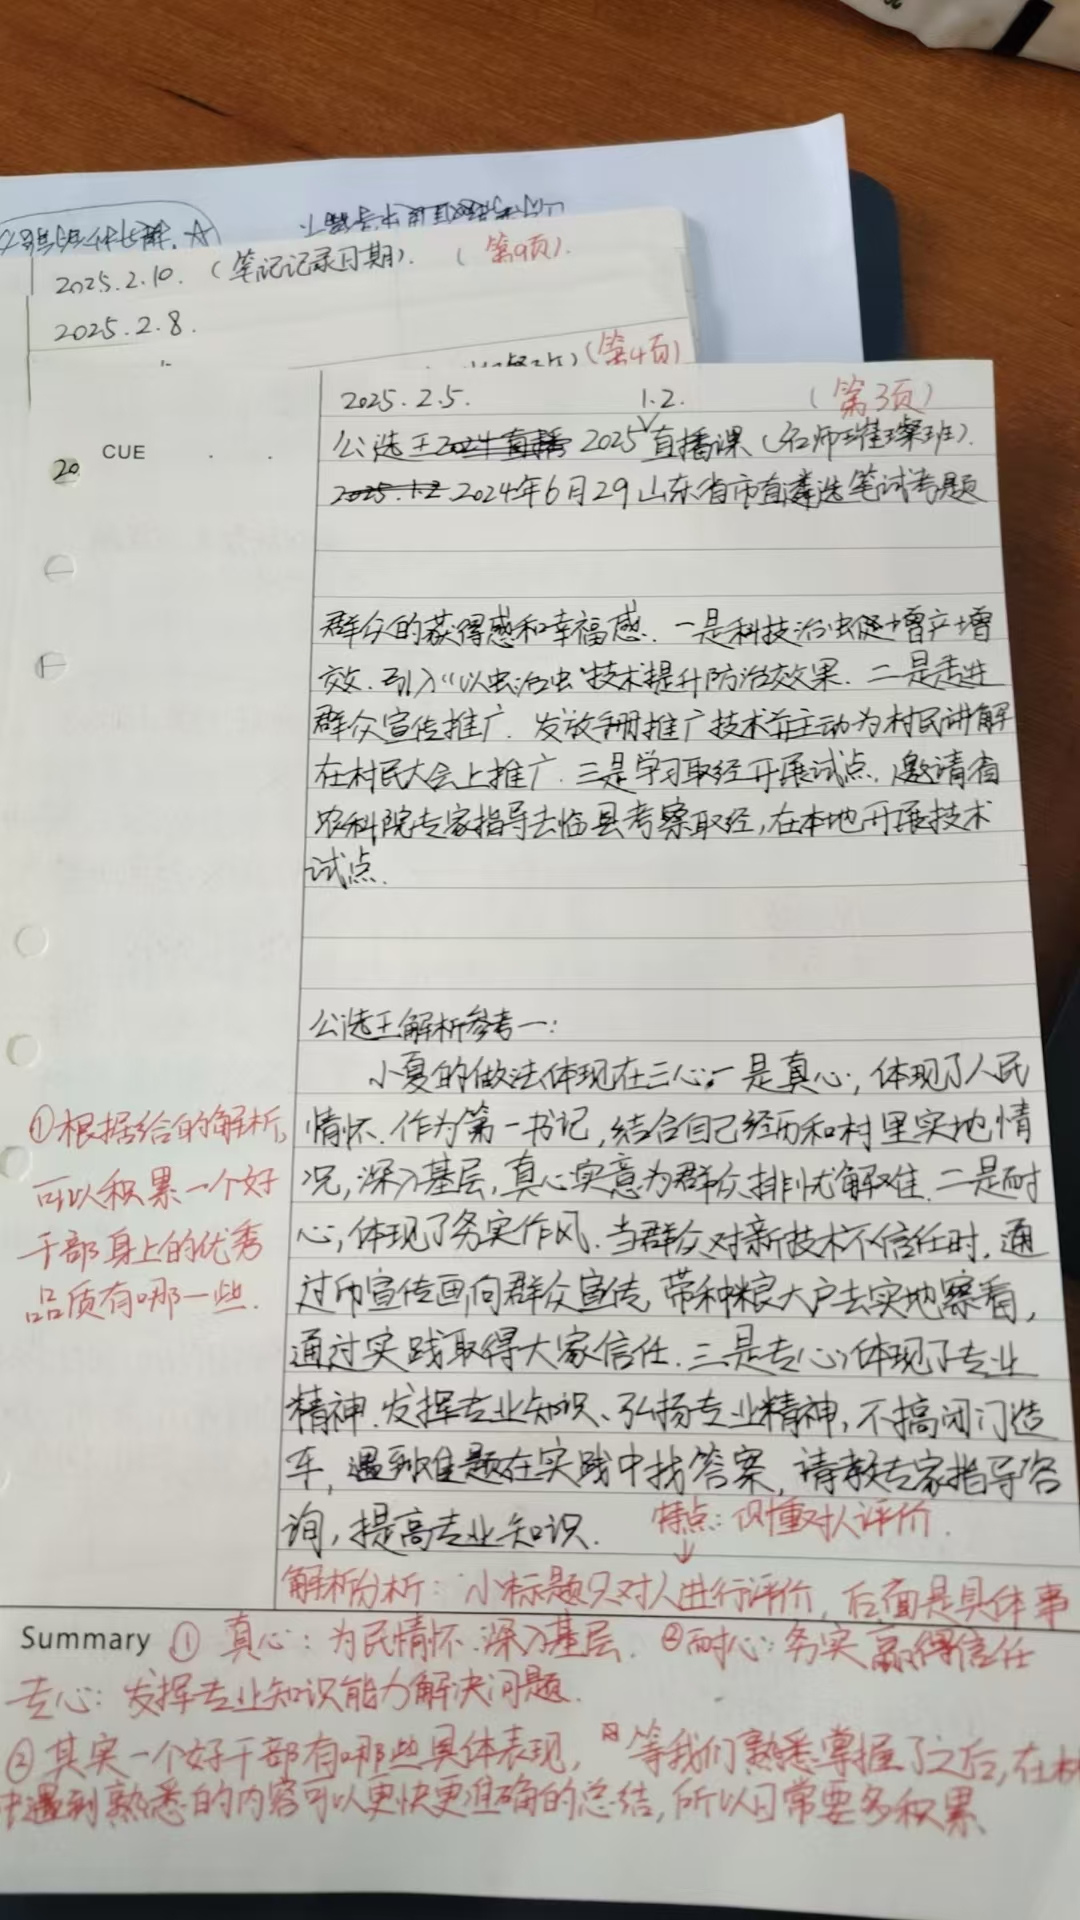 2025.2.10.（笔记记录日期）.（第9页）.
2025.2.8.
（第4页）
2025.2.5. 1.2. （第3页）
CUE
公选王2024直播 2025直播课（名师璀璨班）.
20
2025.1.2 2024年6月29山东省市直遴选笔试考题
群众的获得感和幸福感. 一是科技治虫促增产增
效. 引入“以虫治虫”技术提升防治效果. 二是走进
群众宣传推广. 发放手册推广技术并主动为村民讲解
在村民大会上推广. 三是学习取经开展试点. 邀请省
农科院专家指导去临县考察取经,在本地开展技术
试点.
公选王解析参考一:
小夏的做法体现在三心.一是真心,体现了人民
情怀.作为第一书记,结合自己经历和村里实地情
况,深入基层,真心实意为群众排忧解难.二是耐
心,体现了务实作风.当群众对新技术不信任时,通
过印宣传画,向群众宣传,带种粮大户去实地察看,
通过实践取得大家信任.三是专心,体现了专业
精神.发挥专业知识、弘扬专业精神,不搞闭门造
车,遇到难题在实践中找答案,请教专家指导咨
询,提高专业知识.
①根据给的解析,
可以积累一个好
干部身上的优秀
品质有哪一些.
特点:侧重对人评价.
解析分析:小标题只对人进行评价,后面是具体事
Summary ①真心:为民情怀.深入基层. ②耐心:务实 赢得信任
专心:发挥专业知识能力解决问题.
②其实一个好干部有哪些具体表现, 等我们熟悉掌握了之后,在材
中遇到熟悉的内容可以更快更准确的总结,所以日常要多积累